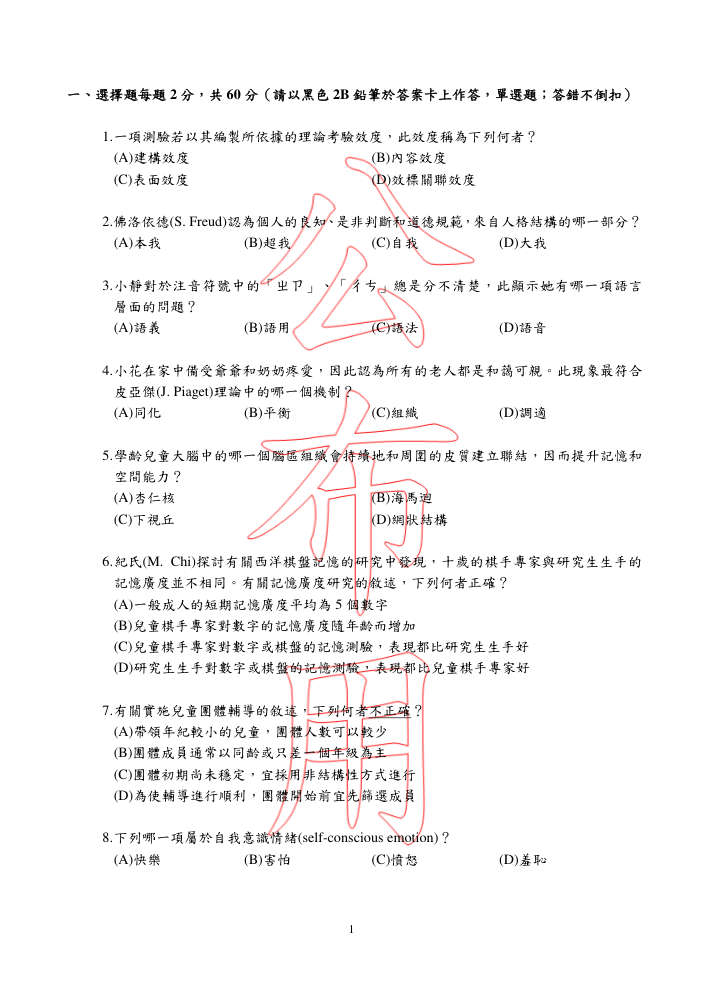 一、選擇題每題 2 分，共 60 分（請以黑色 2B 鉛筆於答案卡上作答，單選題；答錯不倒扣）
1.一項測驗若以其編製所依據的理論考驗效度，此效度稱為下列何者？
(A)建構效度 (B)內容效度
(C)表面效度 (D)效標關聯效度
2.佛洛依德(S. Freud)認為個人的良知、是非判斷和道德規範，來自人格結構的哪一部分？
(A)本我 (B)超我 (C)自我 (D)大我
3.小靜對於注音符號中的「ㄓㄗ」、「ㄔㄘ」總是分不清楚，此顯示她有哪一項語言
層面的問題？
(A)語義 (B)語用 (C)語法 (D)語音
4.小花在家中備受爺爺和奶奶疼愛，因此認為所有的老人都是和藹可親。此現象最符合
皮亞傑(J. Piaget)理論中的哪一個機制？
(A)同化 (B)平衡 (C)組織 (D)調適
5.學齡兒童大腦中的哪一個腦區組織會持續地和周圍的皮質建立聯結，因而提升記憶和
空間能力？
(A)杏仁核 (B)海馬迴
(C)下視丘 (D)網狀結構
6.紀氏(M. Chi)探討有關西洋棋盤記憶的研究中發現，十歲的棋手專家與研究生生手的
記憶廣度並不相同。有關記憶廣度研究的敘述，下列何者正確？
(A)一般成人的短期記憶廣度平均為 5 個數字
(B)兒童棋手專家對數字的記憶廣度隨年齡而增加
(C)兒童棋手專家對數字或棋盤的記憶測驗，表現都比研究生生手好
(D)研究生生手對數字或棋盤的記憶測驗，表現都比兒童棋手專家好
7.有關實施兒童團體輔導的敘述，下列何者不正確？
(A)帶領年紀較小的兒童，團體人數可以較少
(B)團體成員通常以同齡或只差一個年級為主
(C)團體初期尚未穩定，宜採用非結構性方式進行
(D)為使輔導進行順利，團體開始前宜先篩選成員
8.下列哪一項屬於自我意識情緒(self-conscious emotion)？
(A)快樂 (B)害怕 (C)憤怒 (D)羞恥
1
公
布
用